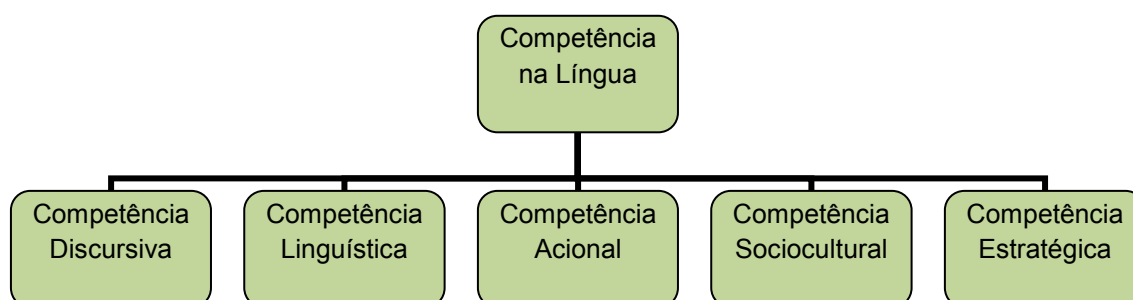 Competência
na Língua
Competência
Discursiva
Competência
Linguística
Competência
Acional
Competência
Sociocultural
Competência
Estratégica